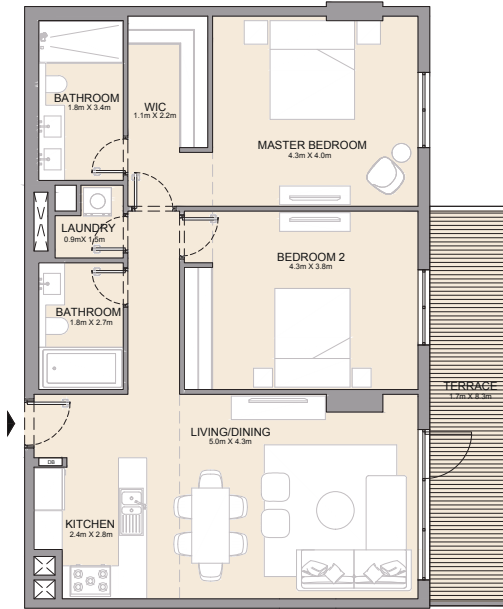 BATHROOM
1.8m X 3.4m
WIC
1.1m X 2.2m
MASTER BEDROOM
4.3m X 4.0m
LAUNDRY
0.9mX 1.5m
BEDROOM 2
4.3m X 3.8m
BATHROOM
1.8m X 2.7m
TERRACE
1.7m X 8.3m
LIVING/DINING
5.0m X 4.3m
DB
KITCHEN
2.4m X 2.8m